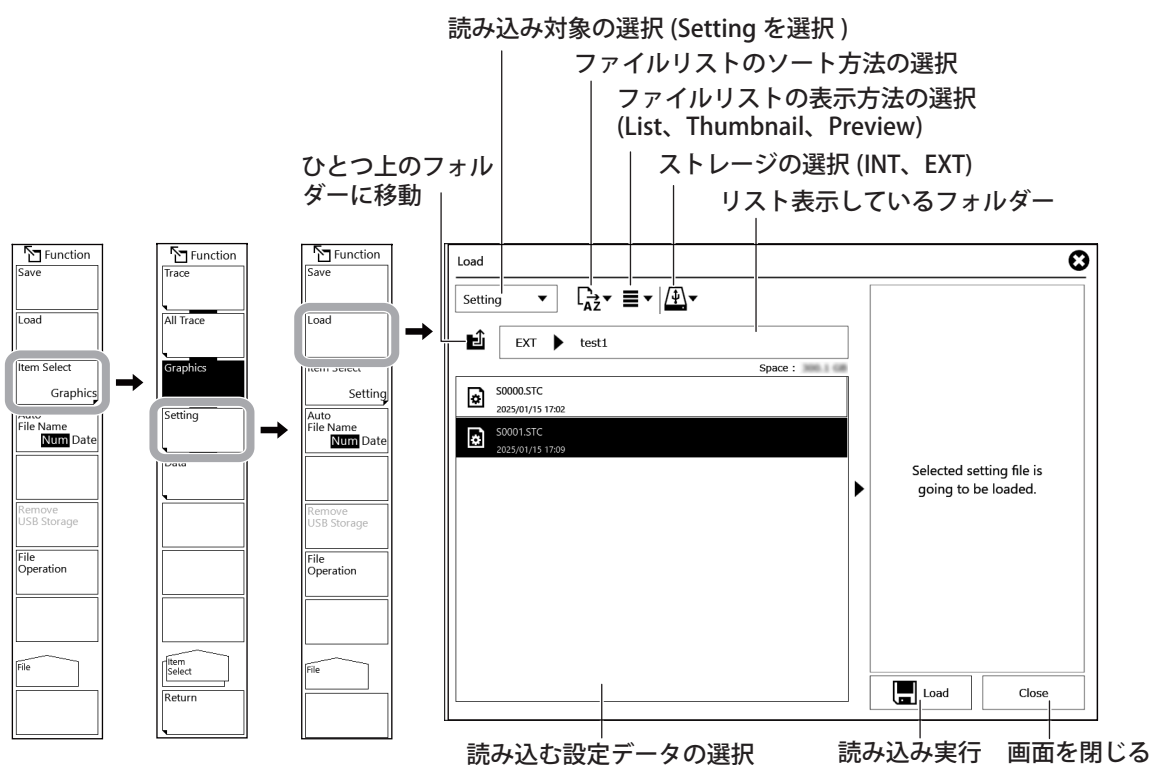 読み込み対象の選択 (Setting を選択 )
ファイルリストのソート方法の選択
ファイルリストの表示方法の選択
(List、Thumbnail、Preview)
ストレージの選択 (INT、EXT)
リスト表示しているフォルダー
ひとつ上のフォル
ダーに移動
Function
Save
Load
Item Select
Graphics
Auto
File Name
Num Date
Remove
USB Storage
File
Operation
File
Function
Trace
All Trace
Graphics
Setting
Data
Item
Select
Return
Function
Save
Load
Item Select
Setting
Auto
File Name
Num Date
Remove
USB Storage
File
Operation
File
Load
Setting
AZ
EXT
test1
Space :
S0000.STC
2025/01/15 17:02
S0001.STC
2025/01/15 17:09
Selected setting file is
going to be loaded.
Load
Close
読み込む設定データの選択
読み込み実行
画面を閉じる